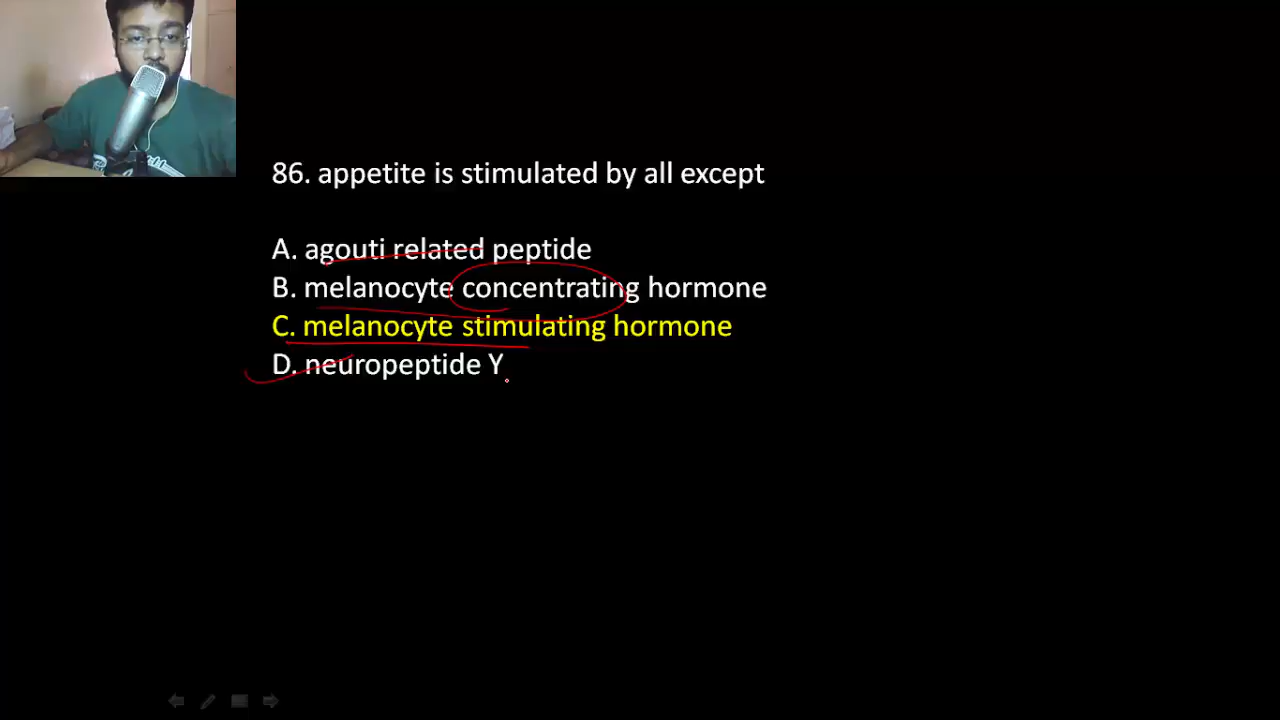 86. appetite is stimulated by all except
A. agouti related peptide
B. melanocyte concentrating hormone
C. melanocyte stimulating hormone
D. neuropeptide Y